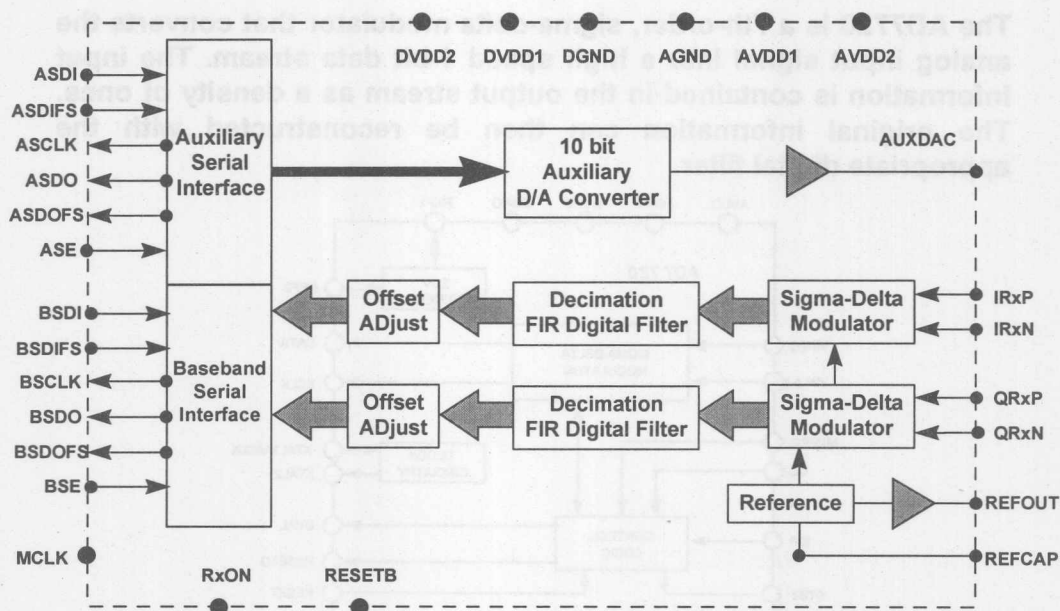 The AD7720 is a 7th order, sigma-delta modulator that converts the
analog input signal into a high speed 1-bit data stream. The input
information is contained in the output stream as a density of ones.
The original information can then be reconstructed with the
appropriate digital filter.
DVDD2 DVDD1 DGND AGND AVDD1 AVDD2
ASDI
ASDIFS
ASCLK
ASDO
ASDOFS
ASE
Auxiliary
Serial
Interface
10 bit
Auxiliary
D/A Converter
AUXDAC
BSDI
BSDIFS
BSCLK
BSDO
BSDOFS
BSE
Baseband
Serial
Interface
Offset
ADjust
Decimation
FIR Digital Filter
Sigma-Delta
Modulator
IRxP
IRxN
Offset
ADjust
Decimation
FIR Digital Filter
Sigma-Delta
Modulator
QRxP
QRxN
Reference
REFOUT
REFCAP
MCLK
RxON
RESETB